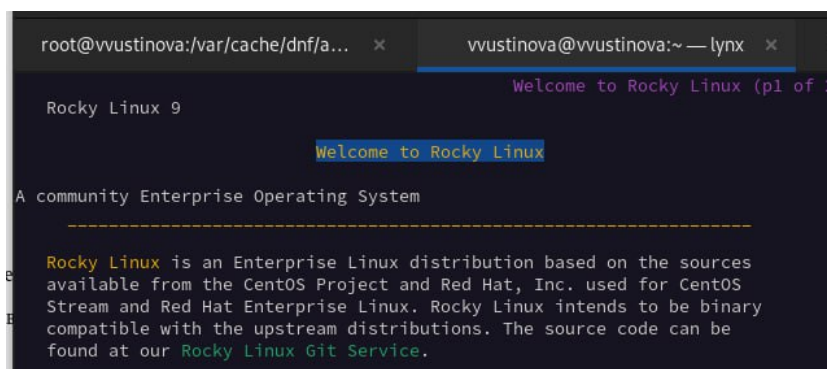 root@vvustinova:/var/cache/dnf/a... × vvustinova@vvustinova:~ — lynx ×
Welcome to Rocky Linux (p1 of
Rocky Linux 9
Welcome to Rocky Linux
A community Enterprise Operating System
Rocky Linux is an Enterprise Linux distribution based on the sources
available from the CentOS Project and Red Hat, Inc. used for CentOS
Stream and Red Hat Enterprise Linux. Rocky Linux intends to be binary
compatible with the upstream distributions. The source code can be
found at our Rocky Linux Git Service.